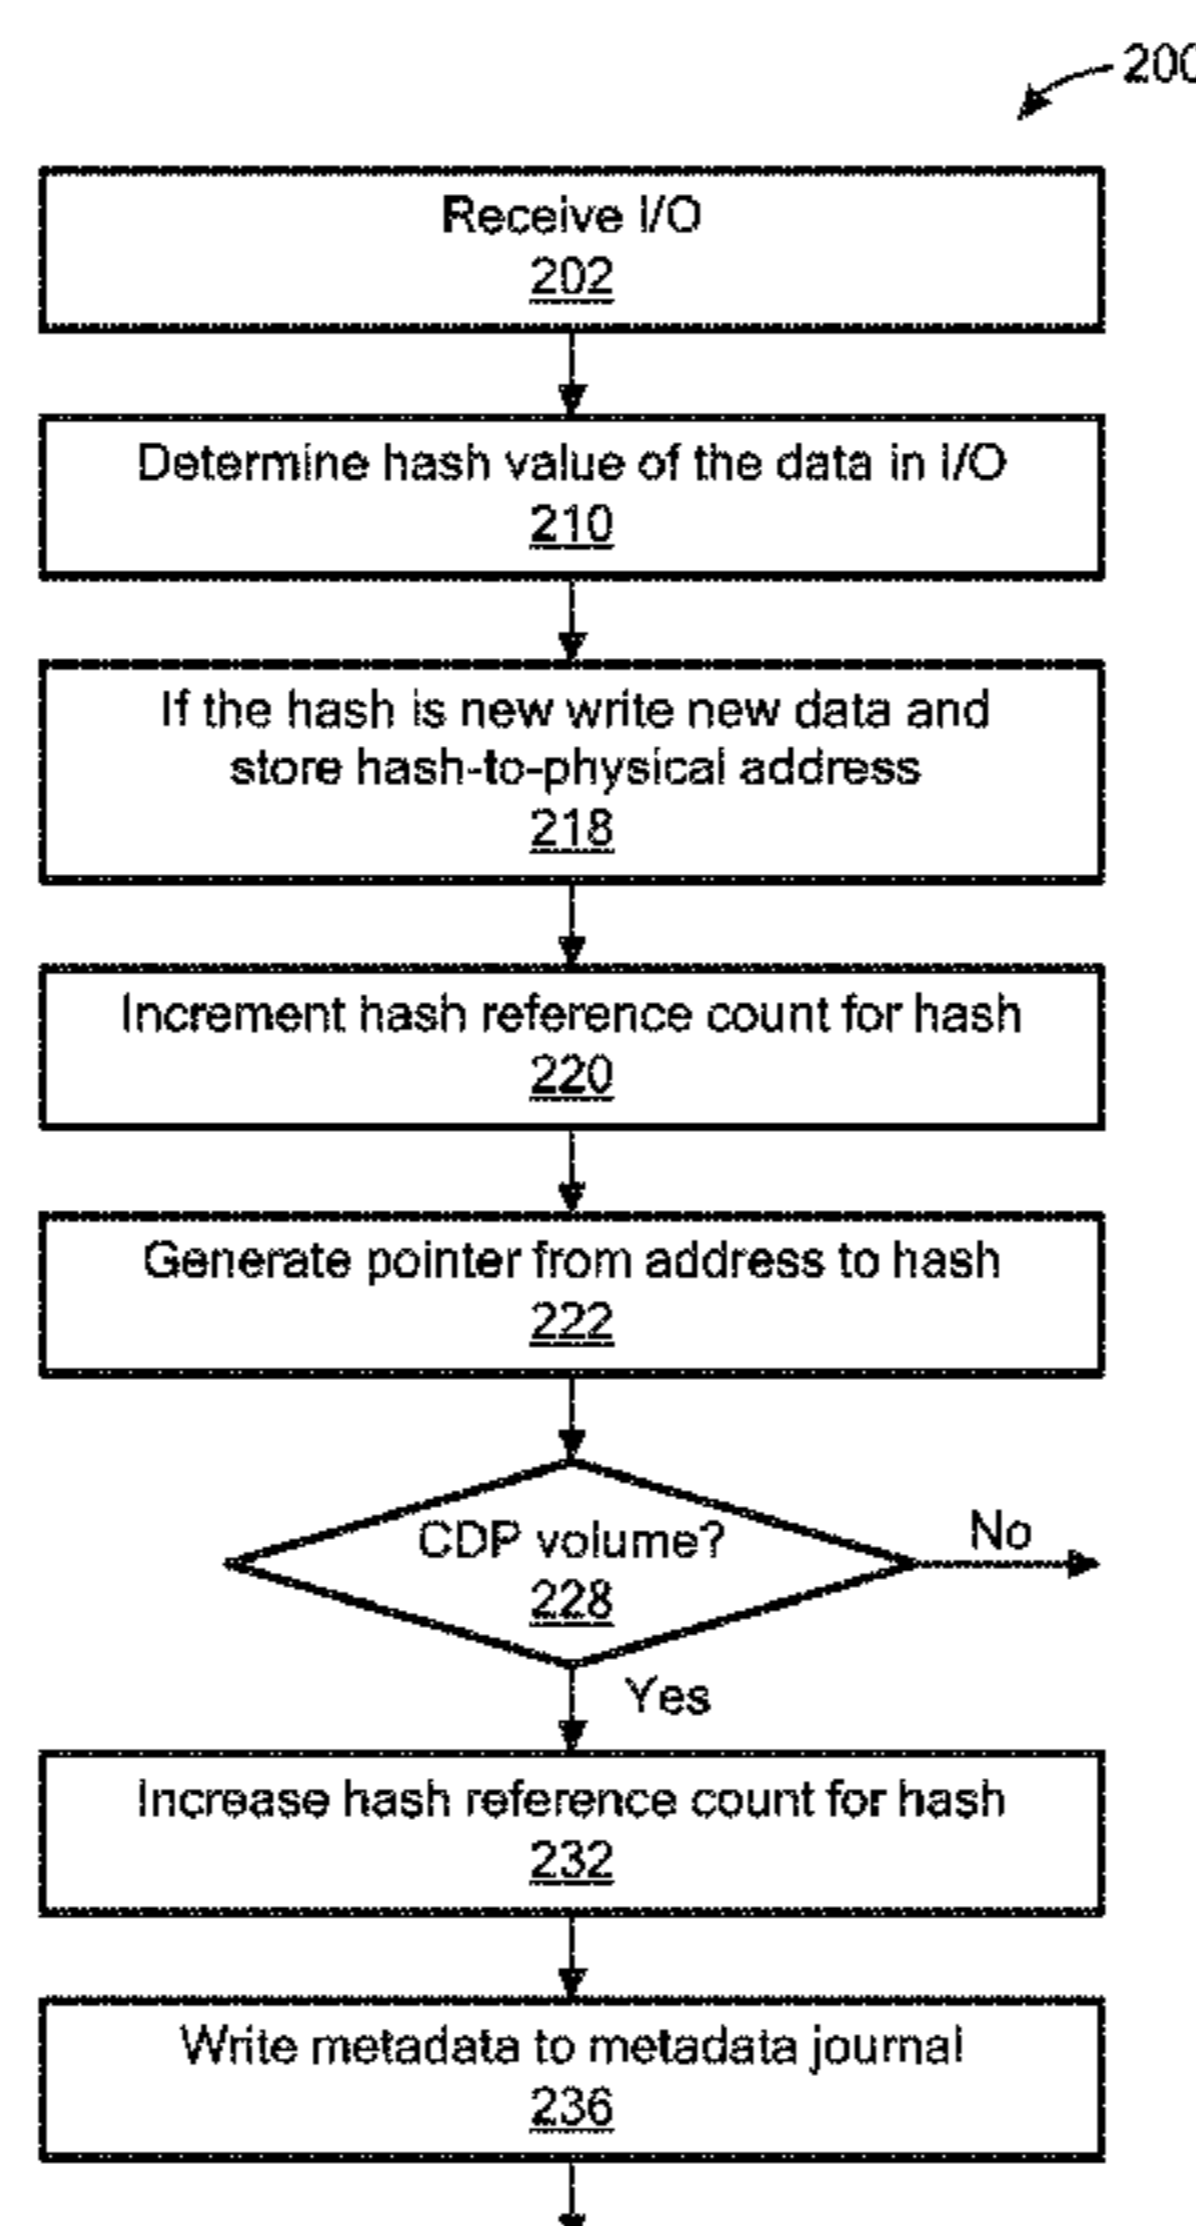 200
Receive I/O
202
Determine hash value of the data in I/O
210
If the hash is new write new data and
store hash-to-physical address
218
Increment hash reference count for hash
220
Generate pointer from address to hash
222
CDP volume?
228
No
Yes
Increase hash reference count for hash
232
Write metadata to metadata journal
236